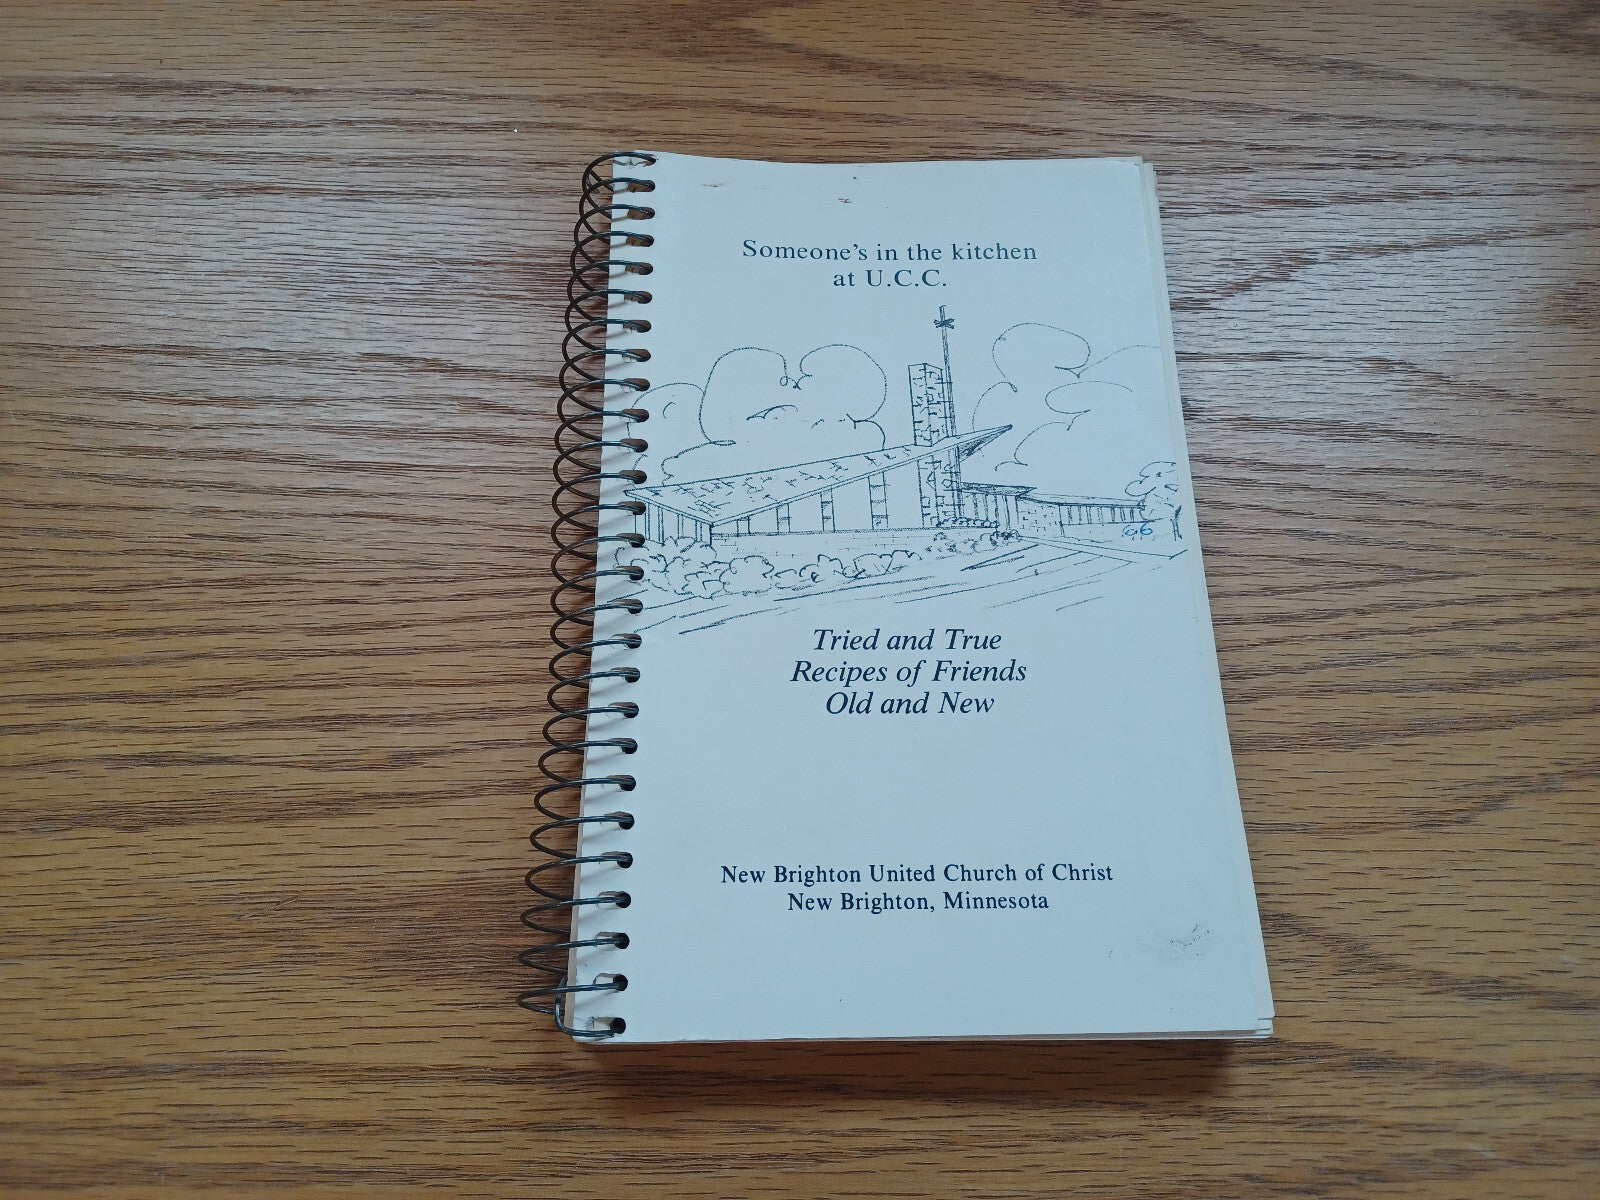 Someone's in the kitchen
at U.C.C.
66
Tried and True
Recipes of Friends
Old and New
New Brighton United Church of Christ
New Brighton, Minnesota